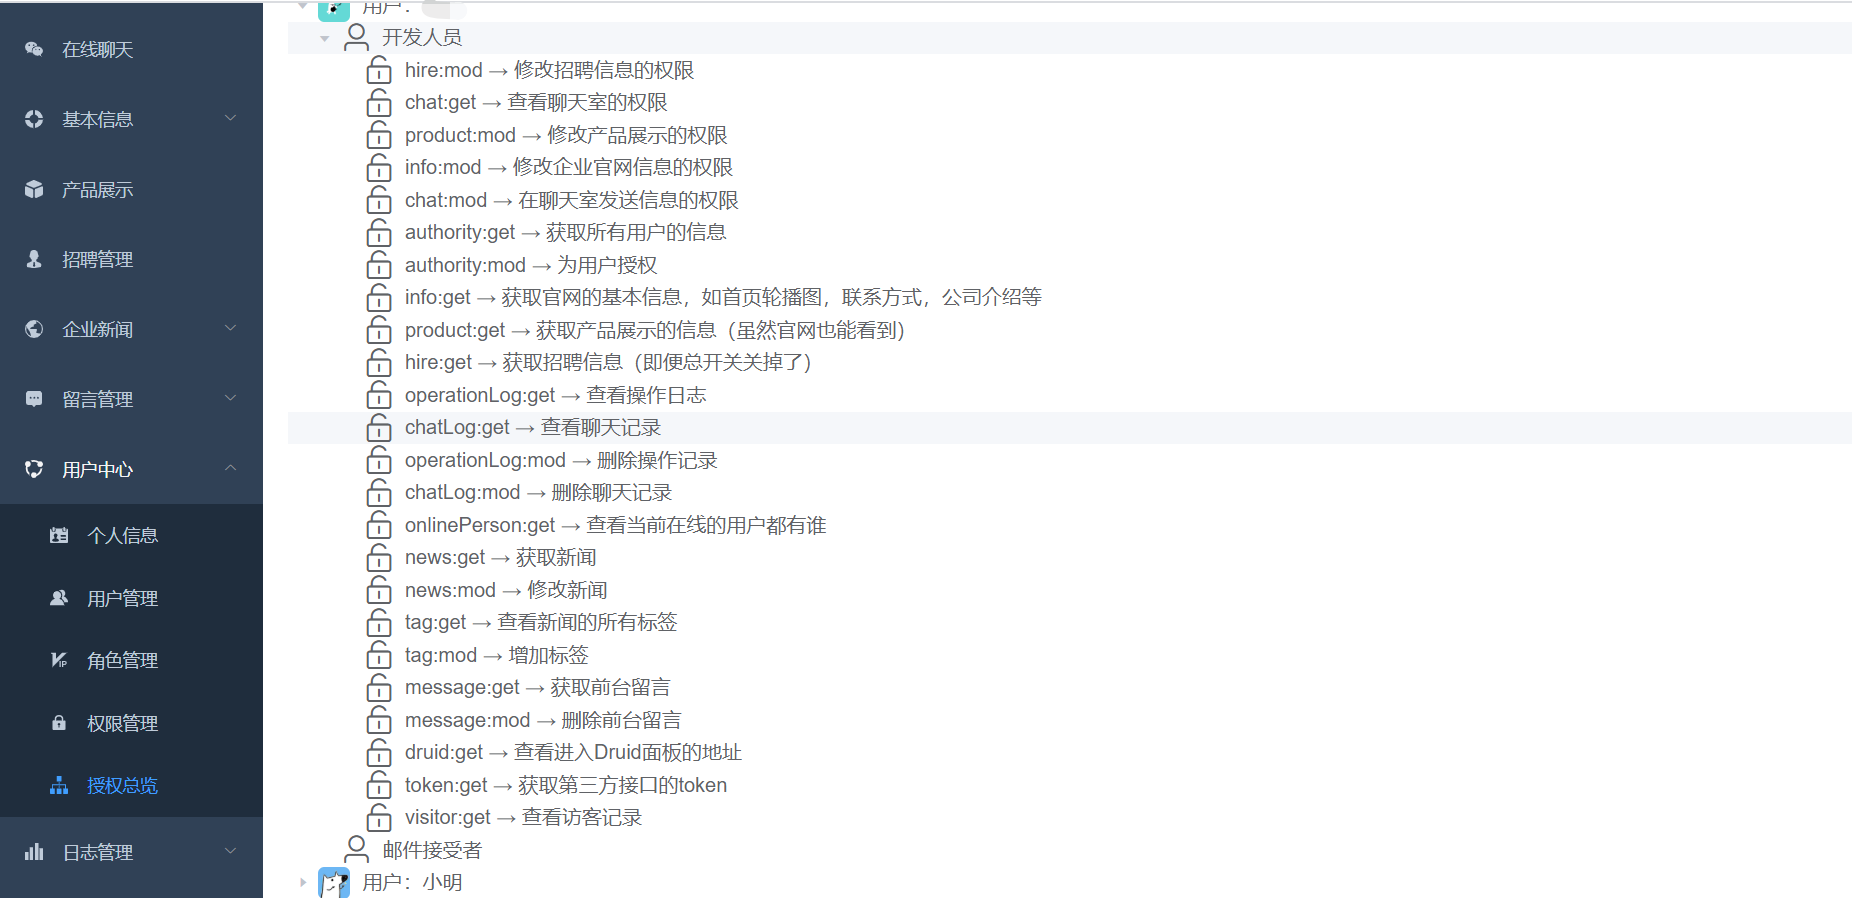 在线聊天
基本信息
产品展示
招聘管理
企业新闻
留言管理
用户中心
个人信息
用户管理
角色管理
权限管理
授权总览
日志管理
用户：
开发人员
hire:mod → 修改招聘信息的权限
chat:get → 查看聊天室的权限
product:mod → 修改产品展示的权限
info:mod → 修改企业官网信息的权限
chat:mod → 在聊天室发送信息的权限
authority:get → 获取所有用户的信息
authority:mod → 为用户授权
info:get → 获取官网的基本信息，如首页轮播图，联系方式，公司介绍等
product:get → 获取产品展示的信息（虽然官网也能看到）
hire:get → 获取招聘信息（即便总开关关掉了）
operationLog:get → 查看操作日志
chatLog:get → 查看聊天记录
operationLog:mod → 删除操作记录
chatLog:mod → 删除聊天记录
onlinePerson:get → 查看当前在线的用户都有谁
news:get → 获取新闻
news:mod → 修改新闻
tag:get → 查看新闻的所有标签
tag:mod → 增加标签
message:get → 获取前台留言
message:mod → 删除前台留言
druid:get → 查看进入Druid面板的地址
token:get → 获取第三方接口的token
visitor:get → 查看访客记录
邮件接受者
用户：小明